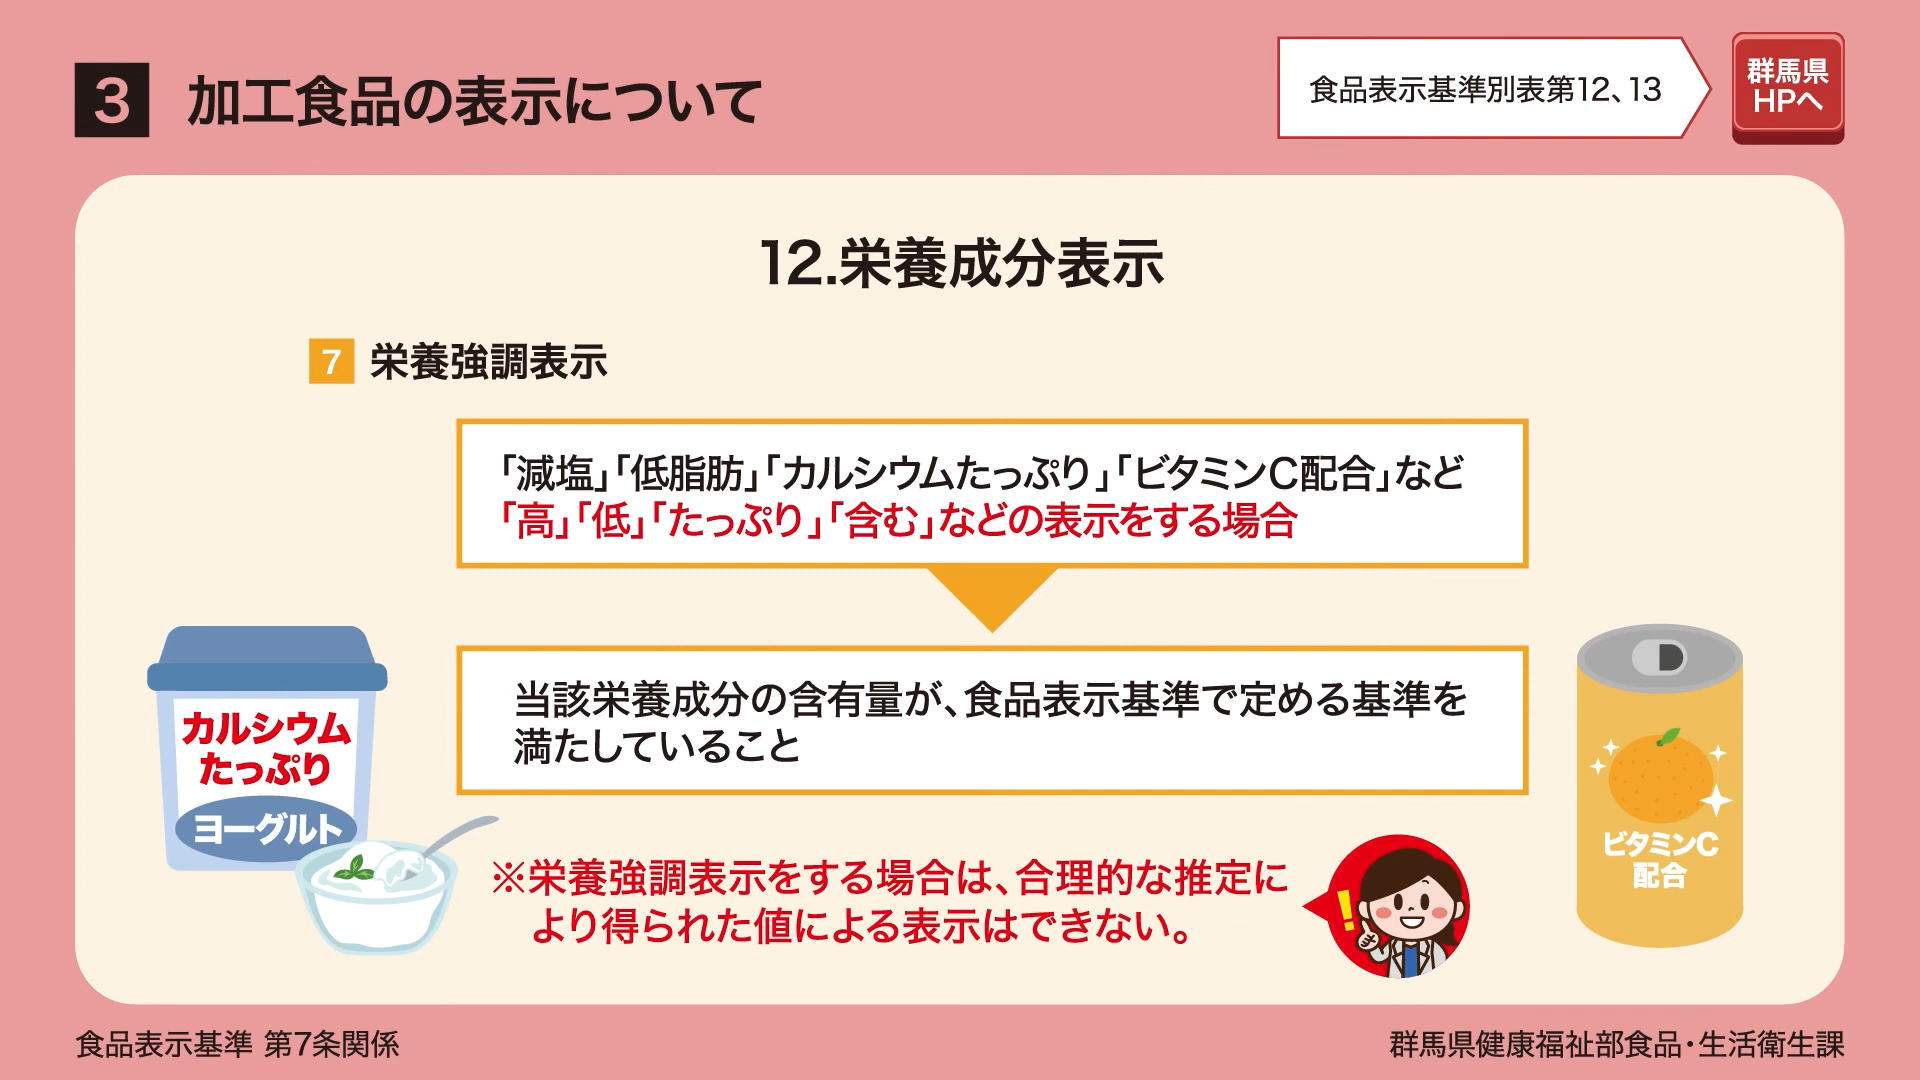 3 加工食品の表示について
食品表示基準別表第12、13
群馬県
HPへ
12.栄養成分表示
7 栄養強調表示
「減塩」「低脂肪」「カルシウムたっぷり」「ビタミンC配合」など
「高」「低」「たっぷり」「含む」などの表示をする場合
当該栄養成分の含有量が、食品表示基準で定める基準を
満たしていること
カルシウム
たっぷり
ヨーグルト
※栄養強調表示をする場合は、合理的な推定に
より得られた値による表示はできない。
!
ビタミンC
配合
食品表示基準 第7条関係
群馬県健康福祉部食品・生活衛生課